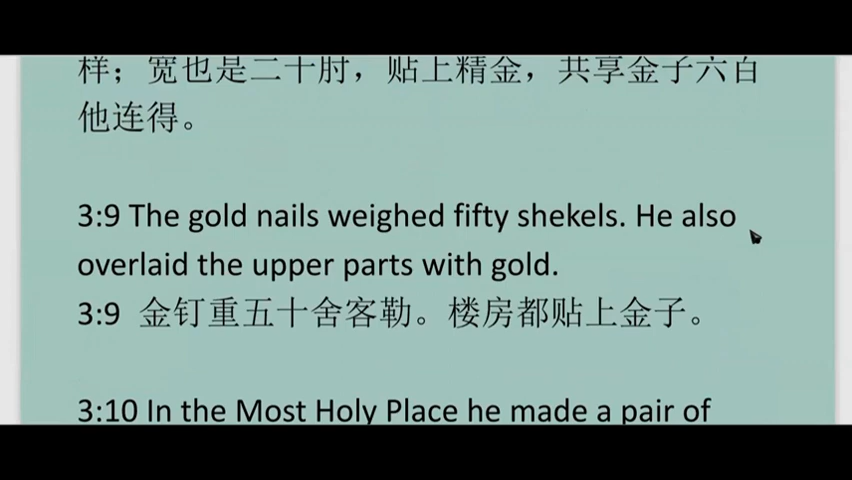 样；宽也是二十肘，贴上精金，共享金子六百
他连得。
3:9 The gold nails weighed fifty shekels. He also
overlaid the upper parts with gold.
3:9 金钉重五十舍客勒。楼房都贴上金子。
3:10 In the Most Holy Place he made a pair of